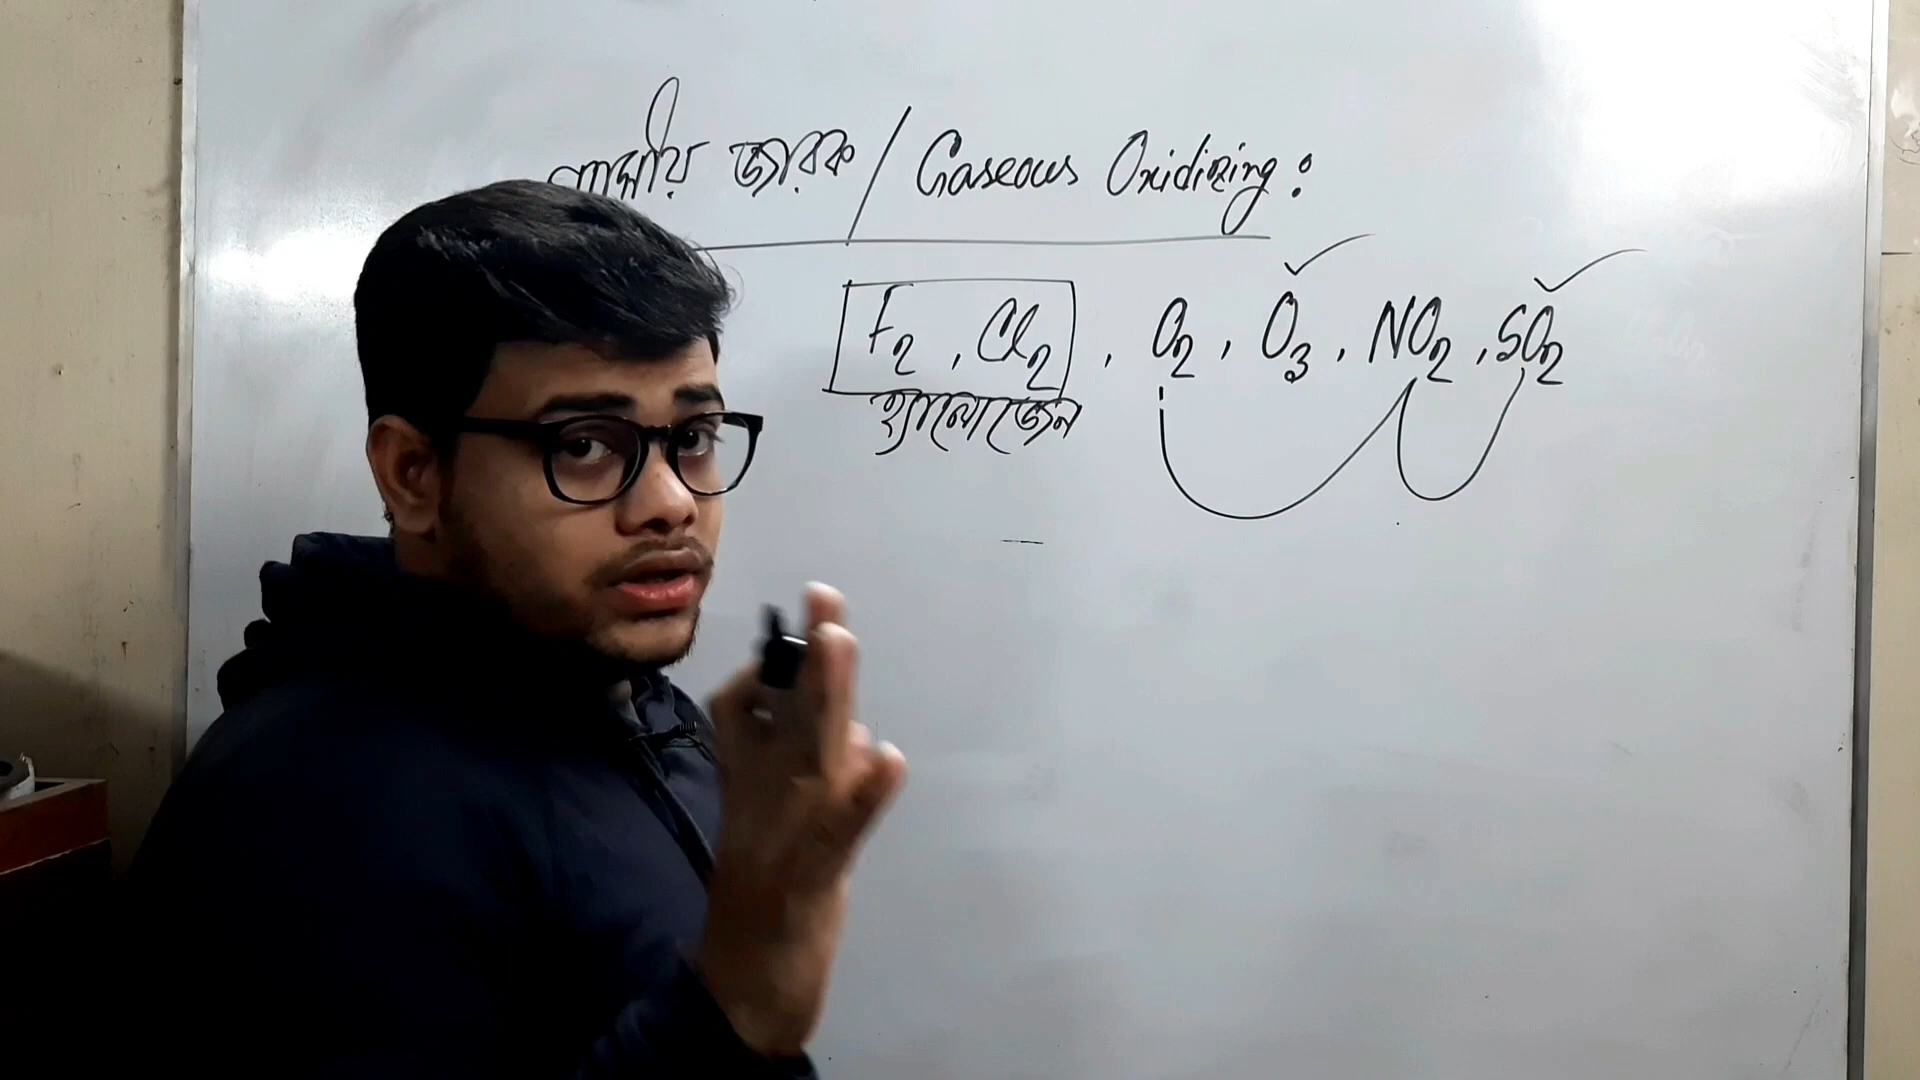 গ্যাসীয় জারক / Gaseous Oxidizing :
F₂ , Cl₂ , O₂ , O₃ , NO₂ , SO₂
হ্যালোজেন